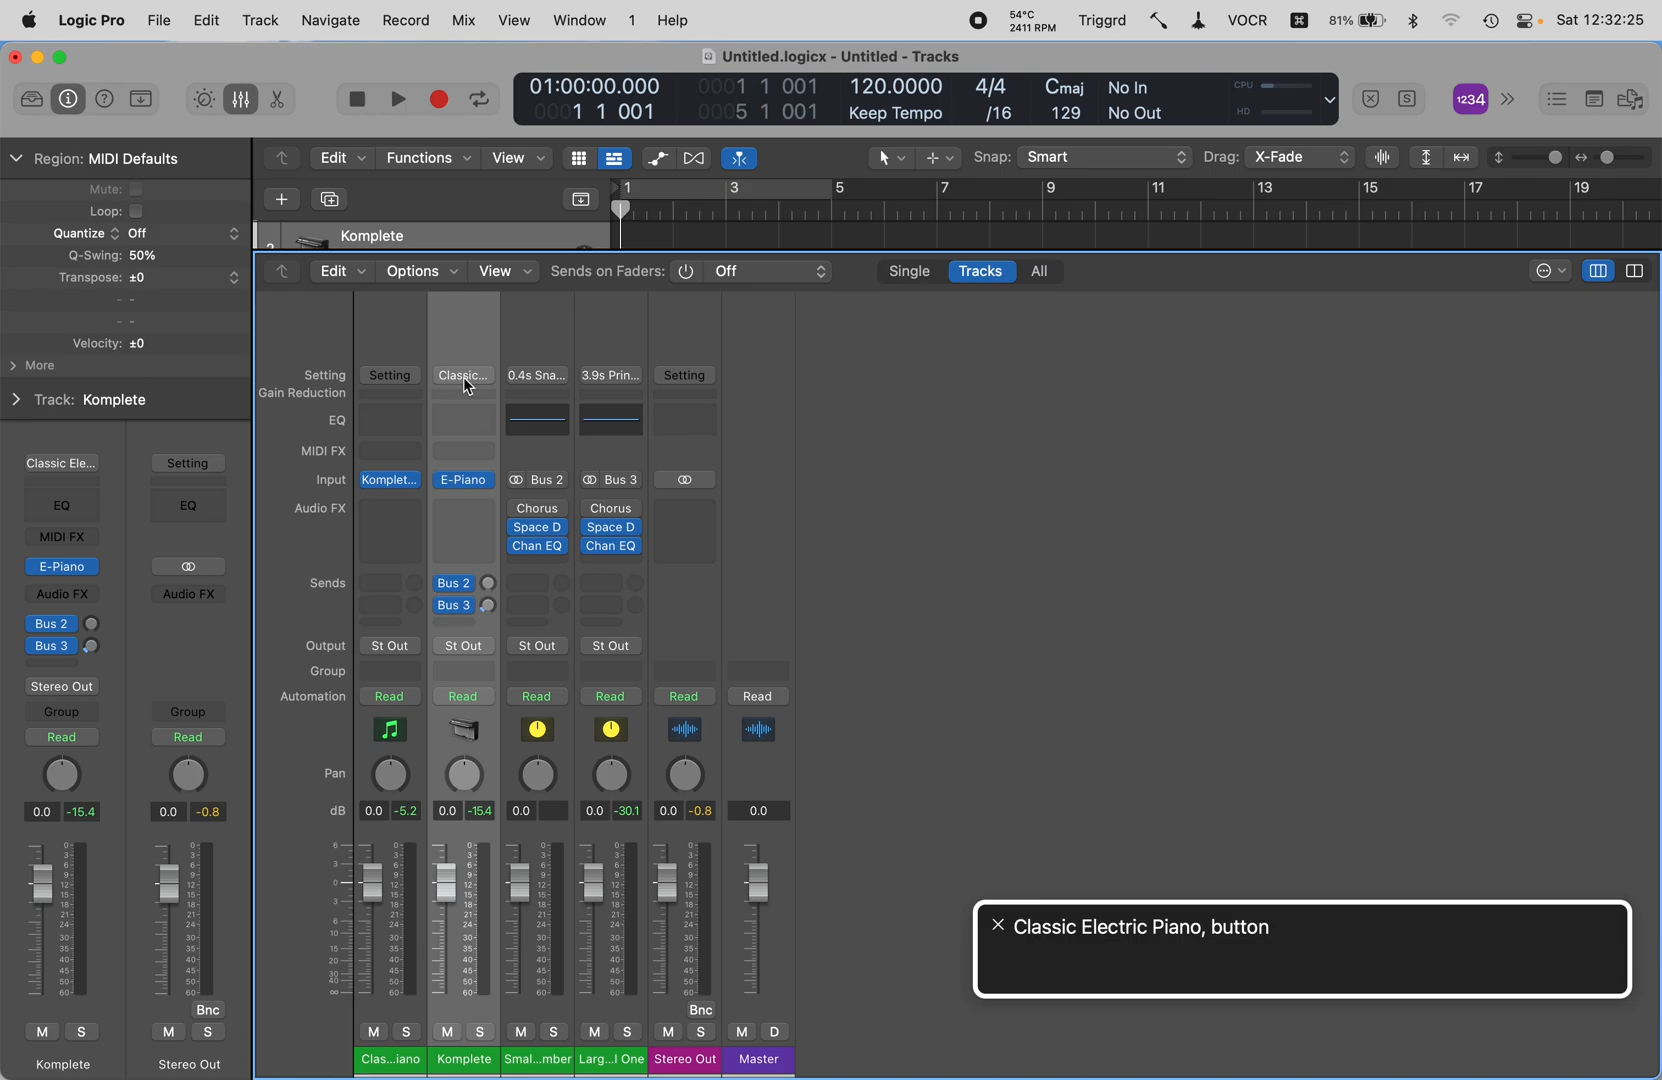 Logic Pro File Edit Track Navigate Record Mix View Window 1 Help 54°C 2411 RPM Triggrd VOCR 81% Sat 12:32:25
Untitled.logicx - Untitled - Tracks
01:00:00.000 0001 1 001 120.0000 4/4 Cmaj No In CPU
0001 1 001 0005 1 001 Keep Tempo /16 129 No Out HD
1234
Region: MIDI Defaults
Mute:
Loop:
Quantize Off
Q-Swing: 50%
Transpose: ±0
- -
- -
Velocity: ±0
More
Track: Komplete
Edit Functions View Snap: Smart Drag: X-Fade
1 3 5 7 9 11 13 15 17 19
Komplete
Edit Options View Sends on Faders: Off Single Tracks All
Classic Ele... Setting
EQ EQ
MIDI FX
E-Piano
Audio FX Audio FX
Bus 2
Bus 3
Stereo Out
Group Group
Read Read
0.0 -15.4 0.0 -0.8
Bnc
M S M S
Komplete Stereo Out
Setting Setting Classic... 0.4s Sna... 3.9s Prin... Setting
Gain Reduction
EQ
MIDI FX
Input Komplet... E-Piano Bus 2 Bus 3
Audio FX Chorus Chorus
Space D Space D
Chan EQ Chan EQ
Sends Bus 2
Bus 3
Output St Out St Out St Out St Out
Group
Automation Read Read Read Read Read Read
Pan
dB 0.0 -5.2 0.0 -15.4 0.0 0.0 -30.1 0.0 -0.8 0.0
Bnc
M S M S M S M S M S M D
Clas...iano Komplete Smal...mber Larg...l One Stereo Out Master
Classic Electric Piano, button